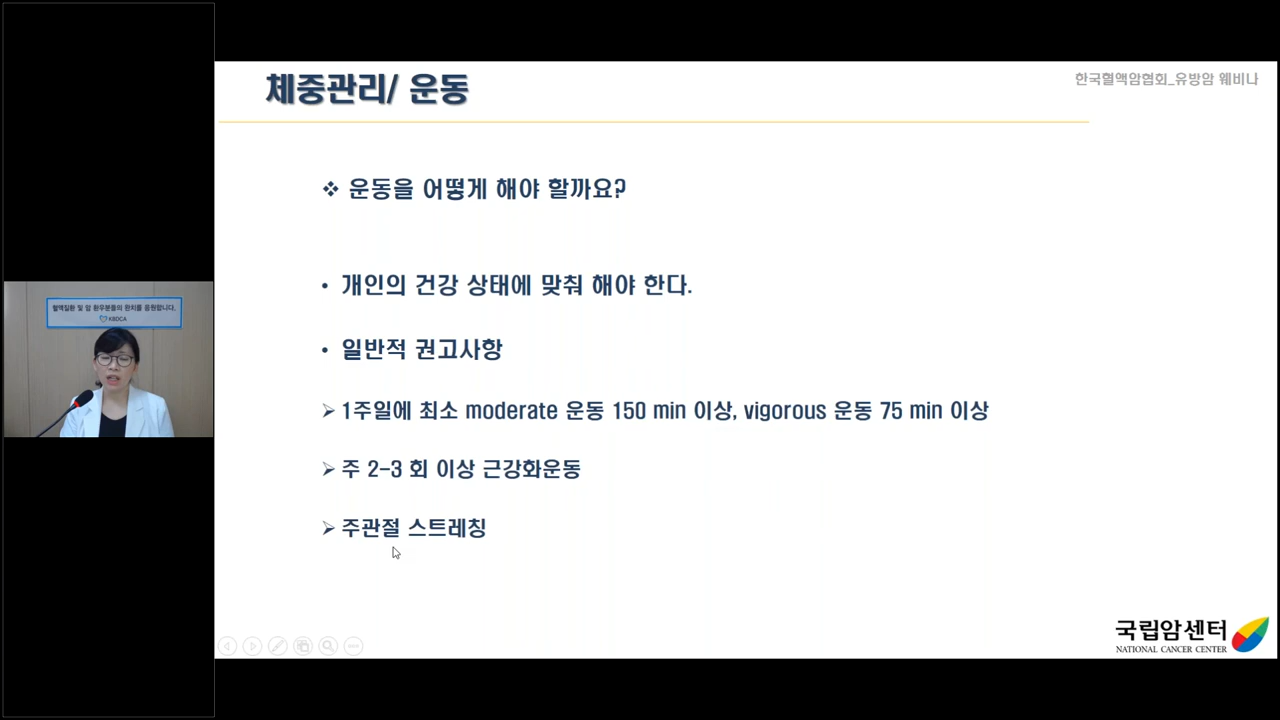 체중관리/ 운동
한국혈액암협회_유방암 웨비나
❖ 운동을 어떻게 해야 할까요?
• 개인의 건강 상태에 맞춰 해야 한다.
• 일반적 권고사항
➢ 1주일에 최소 moderate 운동 150 min 이상, vigorous 운동 75 min 이상
➢ 주 2-3 회 이상 근강화운동
➢ 주관절 스트레칭
혈액질환 및 암 환우분들의 완치를 응원합니다.
KBDCA
국립암센터
NATIONAL CANCER CENTER